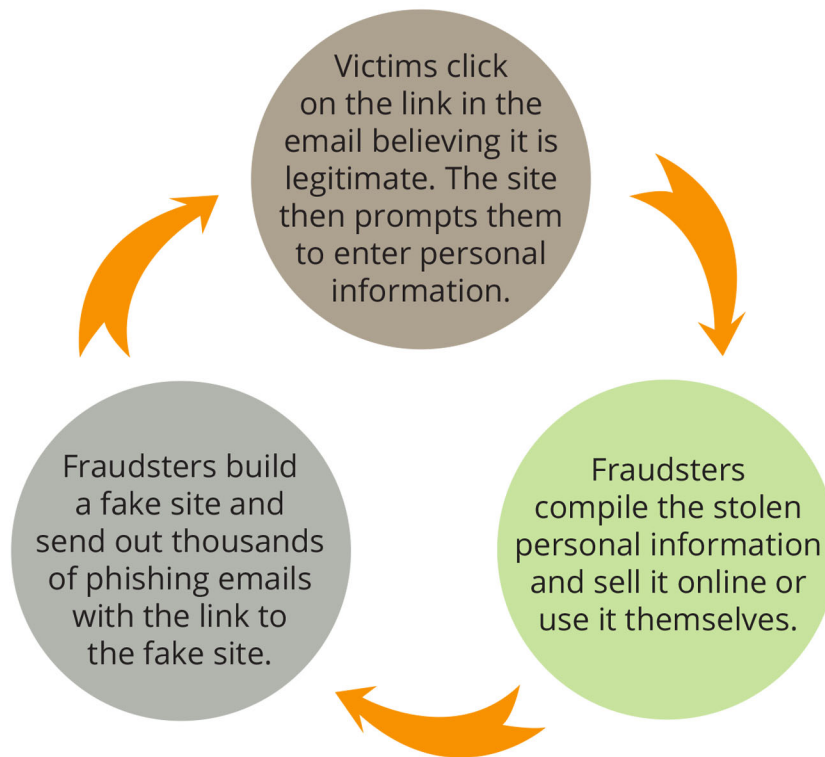 Victims click
on the link in the
email believing it is
legitimate. The site
then prompts them
to enter personal
information.
Fraudsters build
a fake site and
send out thousands
of phishing emails
with the link to
the fake site.
Fraudsters
compile the stolen
personal information
and sell it online or
use it themselves.